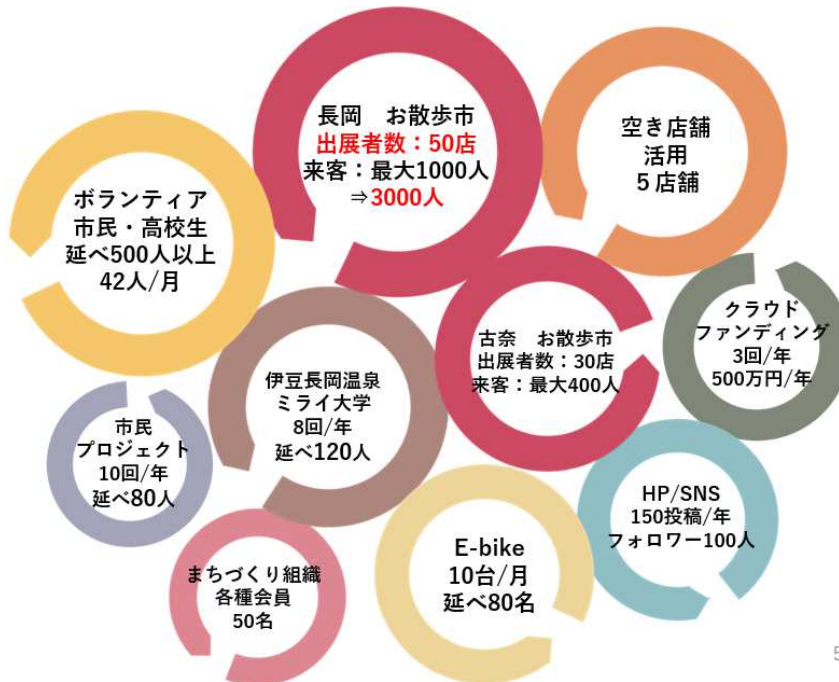 長岡　お散歩市
出展者数：50店
来客：最大1000人
⇒3000人
空き店舗
活用
５店舗
ボランティア
市民・高校生
延べ500人以上
42人/月
クラウド
ファンディング
3回/年
500万円/年
古奈　お散歩市
出展者数：30店
来客：最大400人
伊豆長岡温泉
ミライ大学
8回/年
延べ120人
市民
プロジェクト
10回/年
延べ80人
HP/SNS
150投稿/年
フォロワー100人
E-bike
10台/月
延べ80名
まちづくり組織
各種会員
50名
5